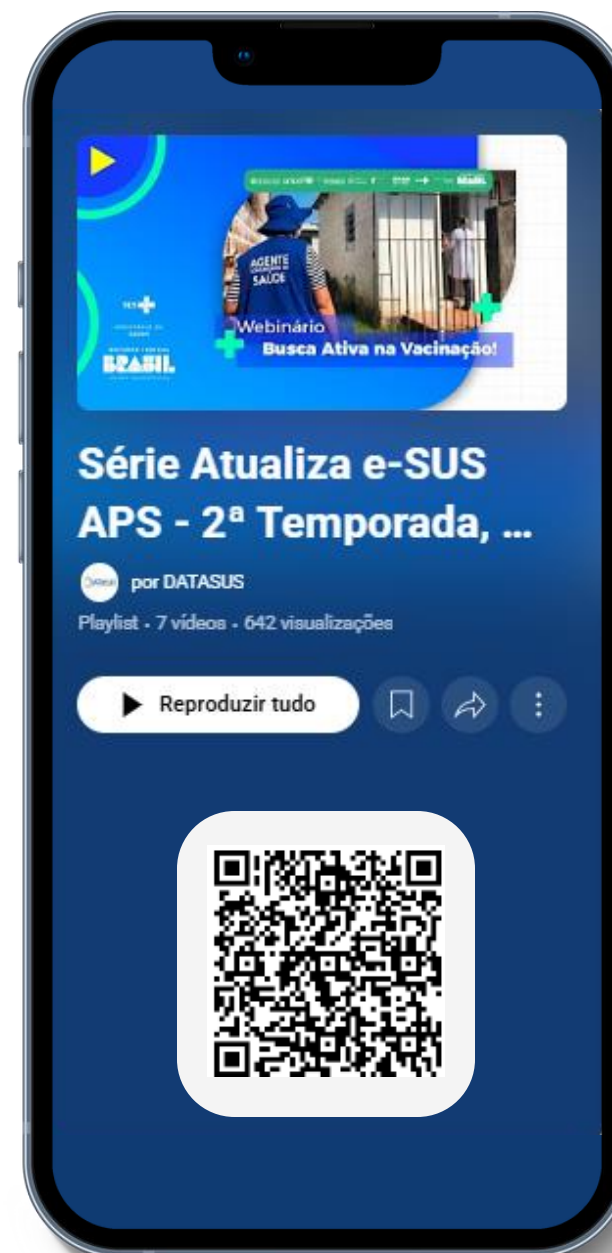 AGENTE
SAÚDE
BRASIL
Webinário
Busca Ativa na Vacinação!
Série Atualiza e-SUS
APS - 2ª Temporada, ...
por DATASUS
Playlist • 7 vídeos • 642 visualizações
Reproduzir tudo